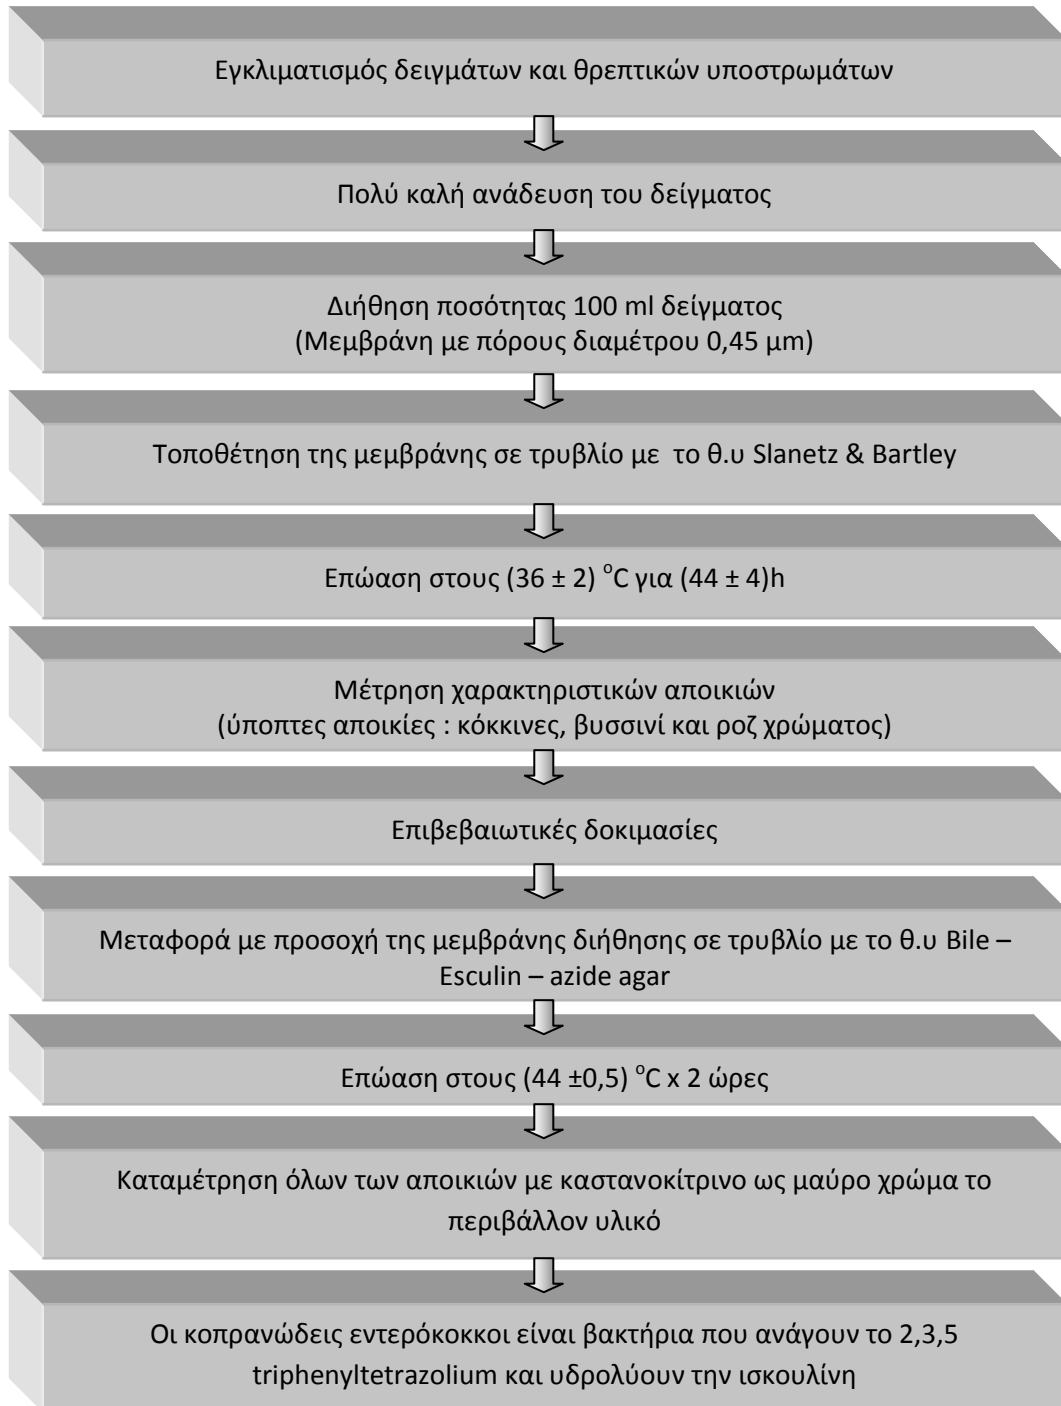 Εγκλιματισμός δειγμάτων και θρεπτικών υποστρωμάτων
Πολύ καλή ανάδευση του δείγματος
Διήθηση ποσότητας 100 ml δείγματος
(Μεμβράνη με πόρους διαμέτρου 0,45 μm)
Τοποθέτηση της μεμβράνης σε τρυβλίο με το θ.υ Slanetz & Bartley
Επώαση στους (36 ± 2) °C για (44 ± 4)h
Μέτρηση χαρακτηριστικών αποικιών
(ύποπτες αποικίες : κόκκινες, βυσσινί και ροζ χρώματος)
Επιβεβαιωτικές δοκιμασίες
Μεταφορά με προσοχή της μεμβράνης διήθησης σε τρυβλίο με το θ.υ Bile –
Esculin – azide agar
Επώαση στους (44 ±0,5) °C x 2 ώρες
Καταμέτρηση όλων των αποικιών με καστανοκίτρινο ως μαύρο χρώμα το
περιβάλλον υλικό
Οι κοπρανώδεις εντερόκοκκοι είναι βακτήρια που ανάγουν το 2,3,5
triphenyltetrazolium και υδρολύουν την ισκουλίνη